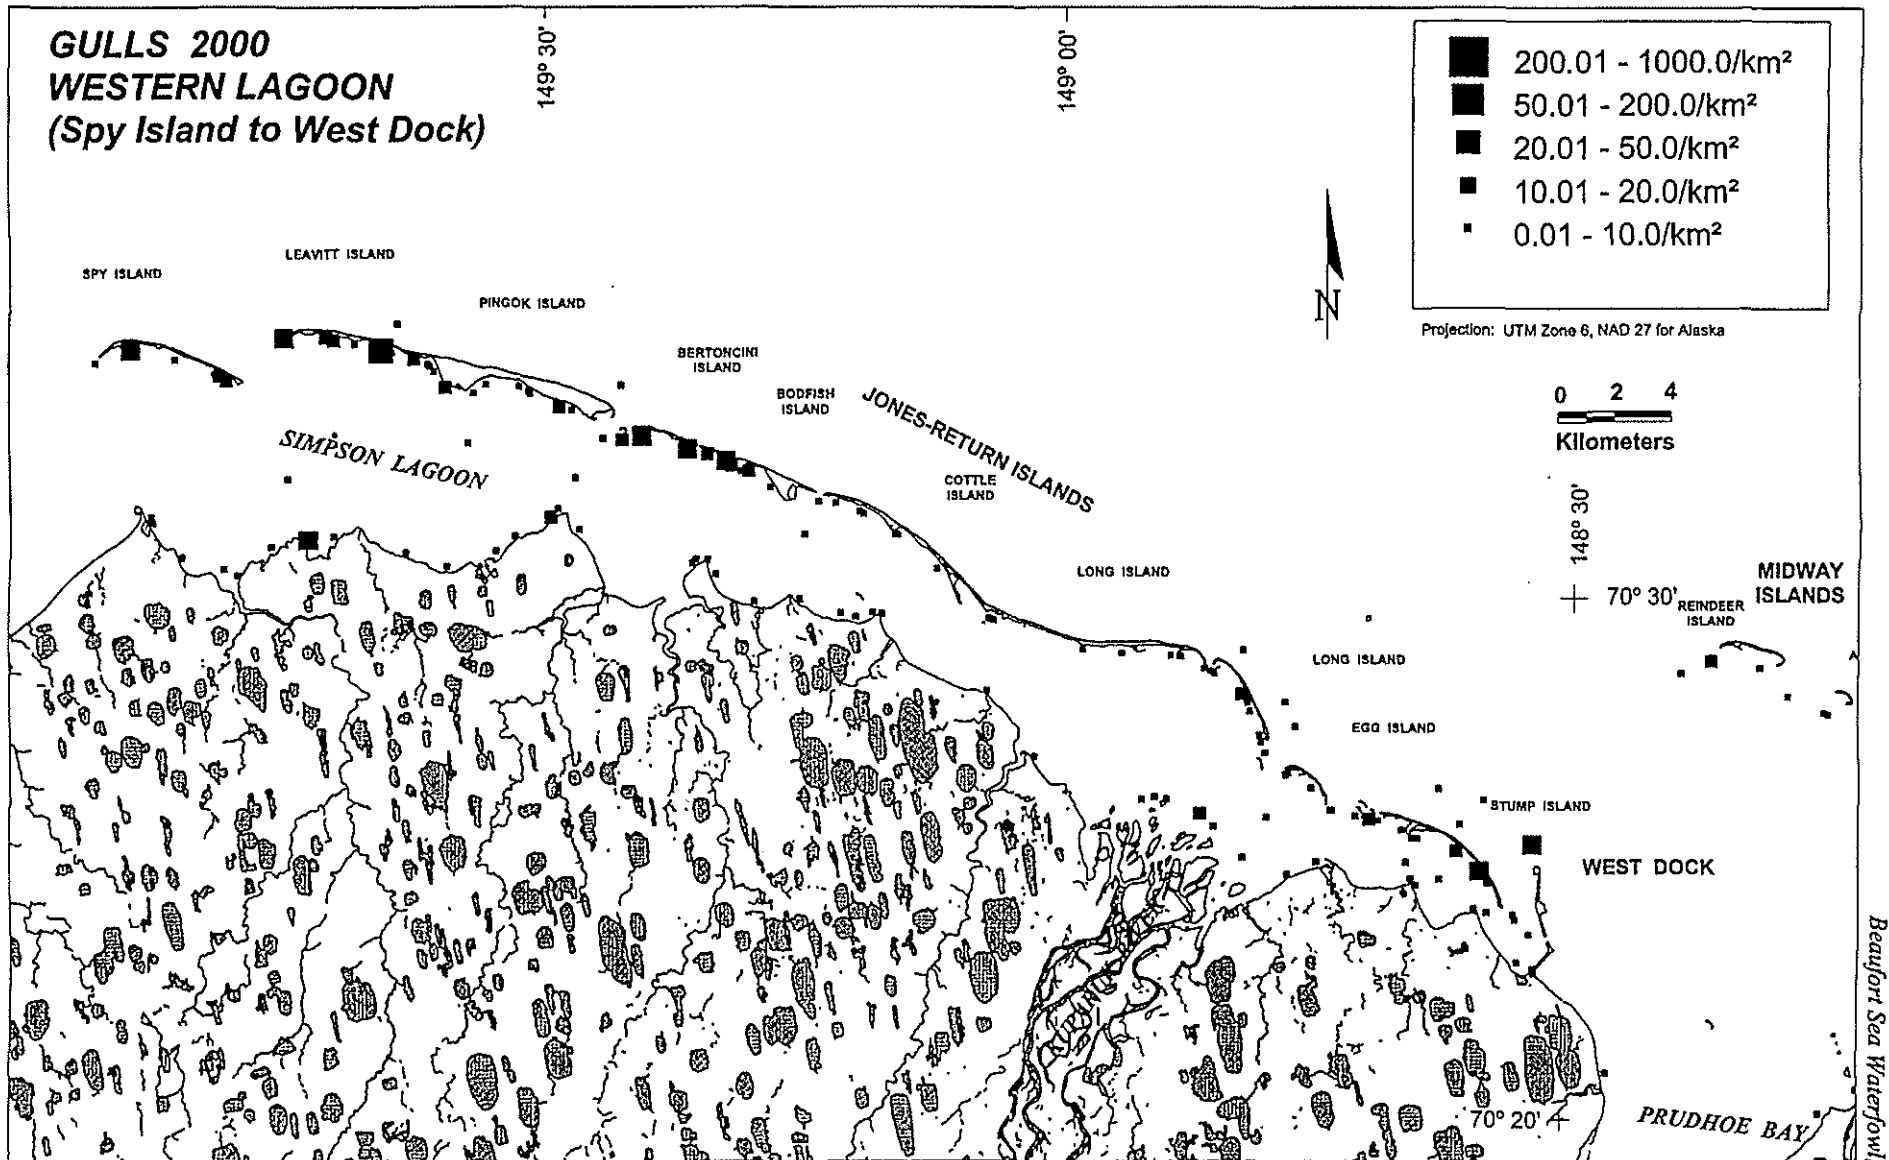 GULLS 2000
WESTERN LAGOON
(Spy Island to West Dock)
149° 30'
149° 00'
200.01 - 1000.0/km²
50.01 - 200.0/km²
20.01 - 50.0/km²
10.01 - 20.0/km²
0.01 - 10.0/km²
N
Projection: UTM Zone 6, NAD 27 for Alaska
0 2 4
Kilometers
SPY ISLAND
LEAVITT ISLAND
PINGOK ISLAND
BERTONCINI
ISLAND
BODFISH
ISLAND
JONES-RETURN ISLANDS
COTTLE
ISLAND
SIMPSON LAGOON
LONG ISLAND
148° 30'
70° 30'
MIDWAY
ISLANDS
REINDEER
ISLAND
LONG ISLAND
EGG ISLAND
STUMP ISLAND
WEST DOCK
KUPARUK
70° 20'
PRUDHOE BAY
Beaufort Sea Waterfowl